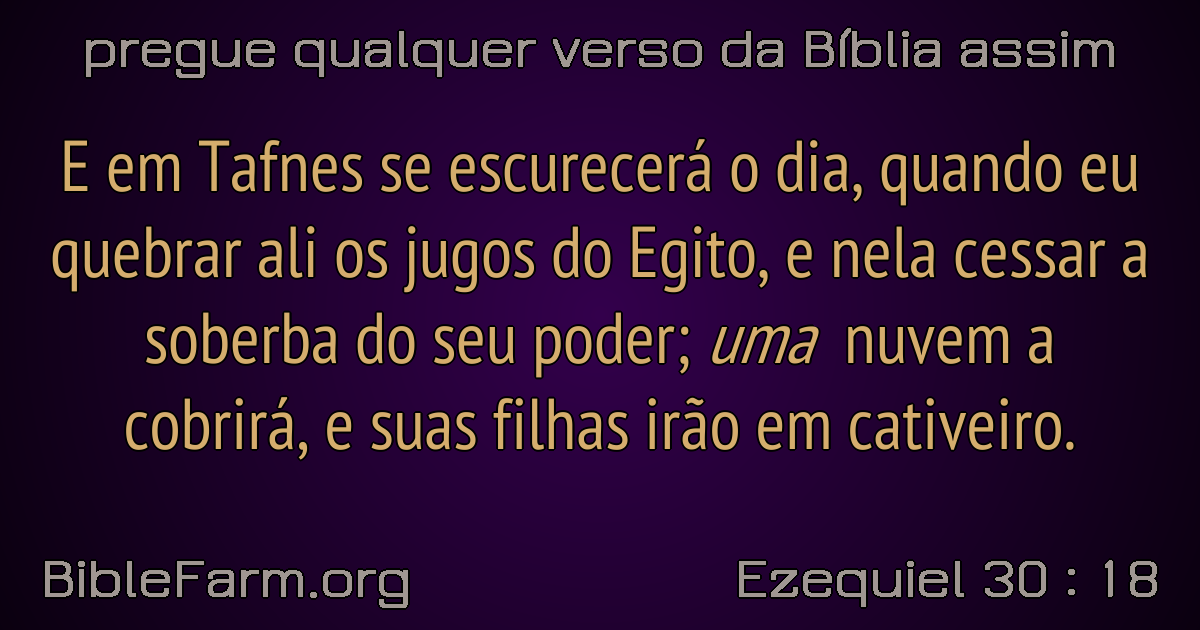 pregue qualquer verso da Bíblia assim
E em Tafnes se escurecerá o dia, quando eu
quebrar ali os jugos do Egito, e nela cessar a
soberba do seu poder; uma nuvem a
cobrirá, e suas filhas irão em cativeiro.
BibleFarm.org
Ezequiel 30 : 18